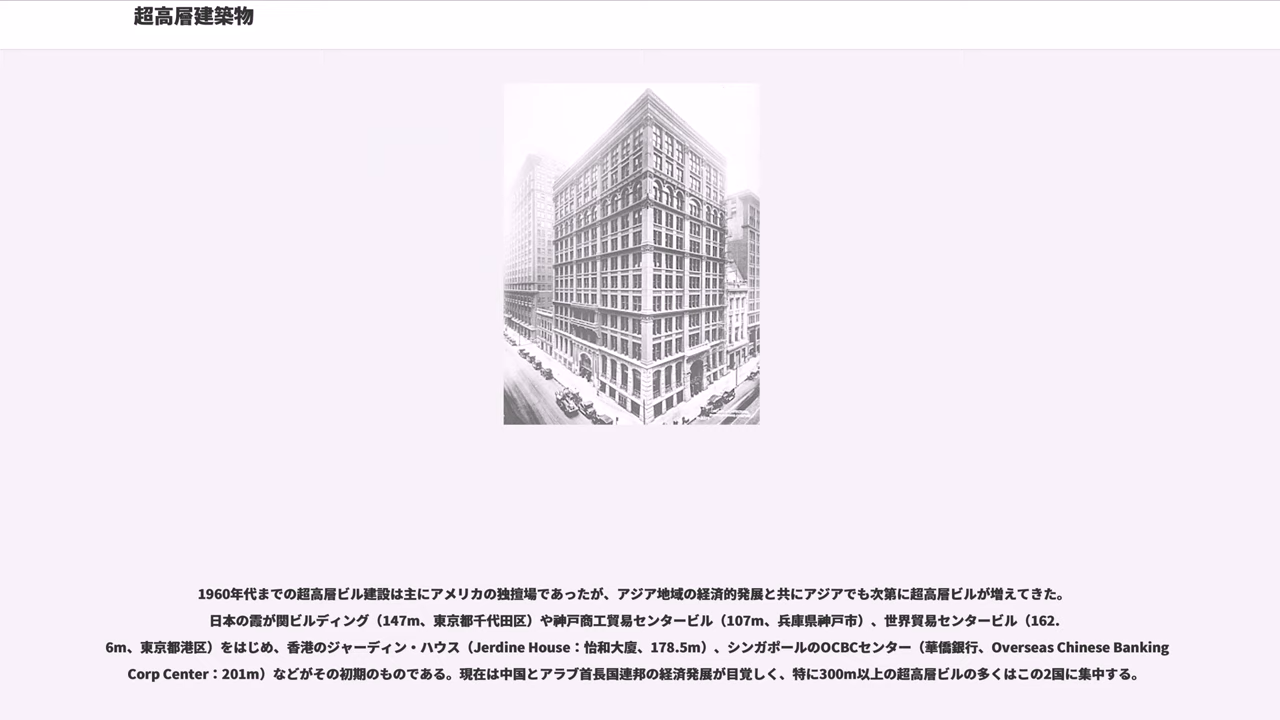 超高層建築物
1960年代までの超高層ビル建設は主にアメリカの独擅場であったが、アジア地域の経済的発展と共にアジアでも次第に超高層ビルが増えてきた。
日本の霞が関ビルディング（147m、東京都千代田区）や神戸商工貿易センタービル（107m、兵庫県神戸市）、世界貿易センタービル（162.
6m、東京都港区）をはじめ、香港のジャーディン・ハウス（Jerdine House：怡和大廈、178.5m）、シンガポールのOCBCセンター（華僑銀行、Overseas Chinese Banking
Corp Center：201m）などがその初期のものである。現在は中国とアラブ首長国連邦の経済発展が目覚しく、特に300m以上の超高層ビルの多くはこの2国に集中する。